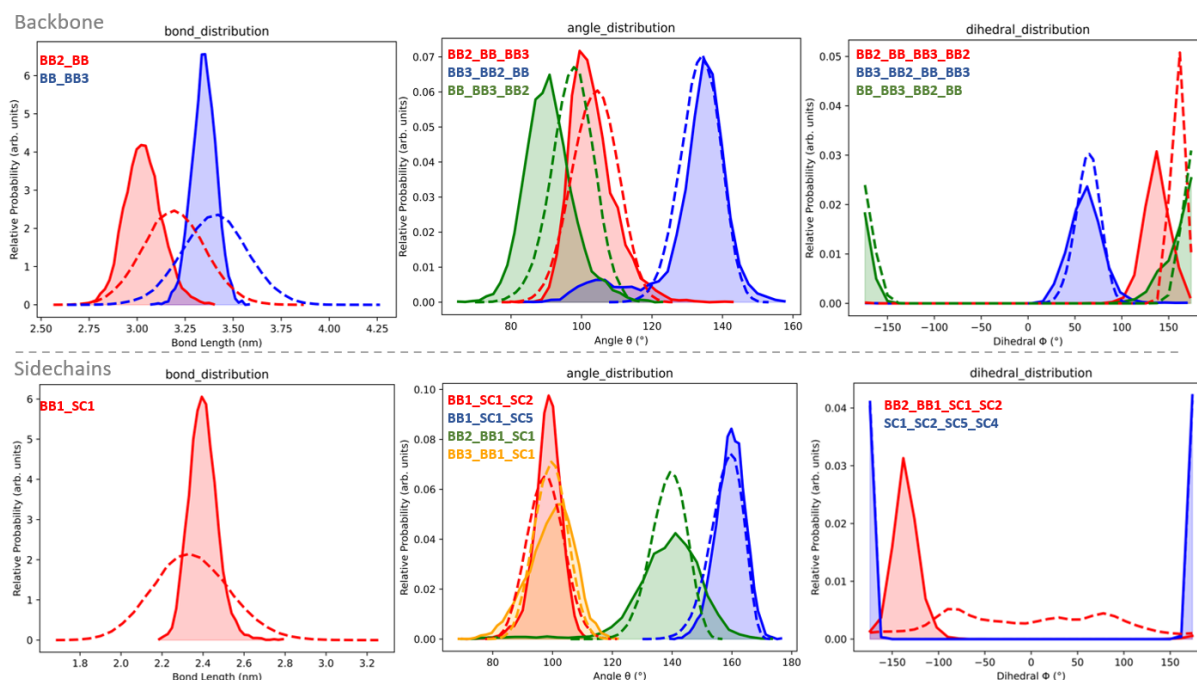 Backbone
bond_distribution
BB2_BB
BB_BB3
Relative Probability (arb. units)
6
5
4
3
2
1
0
2.50 2.75 3.00 3.25 3.50 3.75 4.00 4.25
Bond Length (nm)
angle_distribution
BB2_BB_BB3
BB3_BB2_BB
BB_BB3_BB2
Relative Probability (arb. units)
0.07
0.06
0.05
0.04
0.03
0.02
0.01
0.00
80 100 120 140 160
Angle θ (°)
dihedral_distribution
BB2_BB_BB3_BB2
BB3_BB2_BB_BB3
BB_BB3_BB2_BB
Relative Probability (arb. units)
0.05
0.04
0.03
0.02
0.01
0.00
−150 −100 −50 0 50 100 150
Dihedral Φ (°)
Sidechains
bond_distribution
BB1_SC1
Relative Probability (arb. units)
6
5
4
3
2
1
0
1.8 2.0 2.2 2.4 2.6 2.8 3.0 3.2
Bond Length (nm)
angle_distribution
BB1_SC1_SC2
BB1_SC1_SC5
BB2_BB1_SC1
BB3_BB1_SC1
Relative Probability (arb. units)
0.10
0.08
0.06
0.04
0.02
0.00
80 100 120 140 160 180
Angle θ (°)
dihedral_distribution
BB2_BB1_SC1_SC2
SC1_SC2_SC5_SC4
Relative Probability (arb. units)
0.04
0.03
0.02
0.01
0.00
−150 −100 −50 0 50 100 150
Dihedral Φ (°)